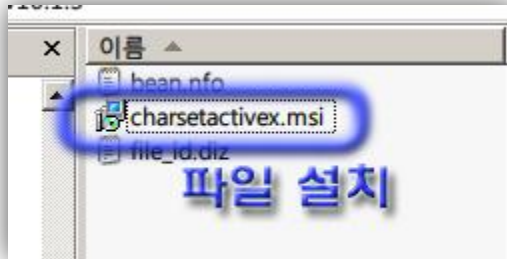 이름
bean.nfo
charsetactivex.msi
file_id.diz
파일 설치